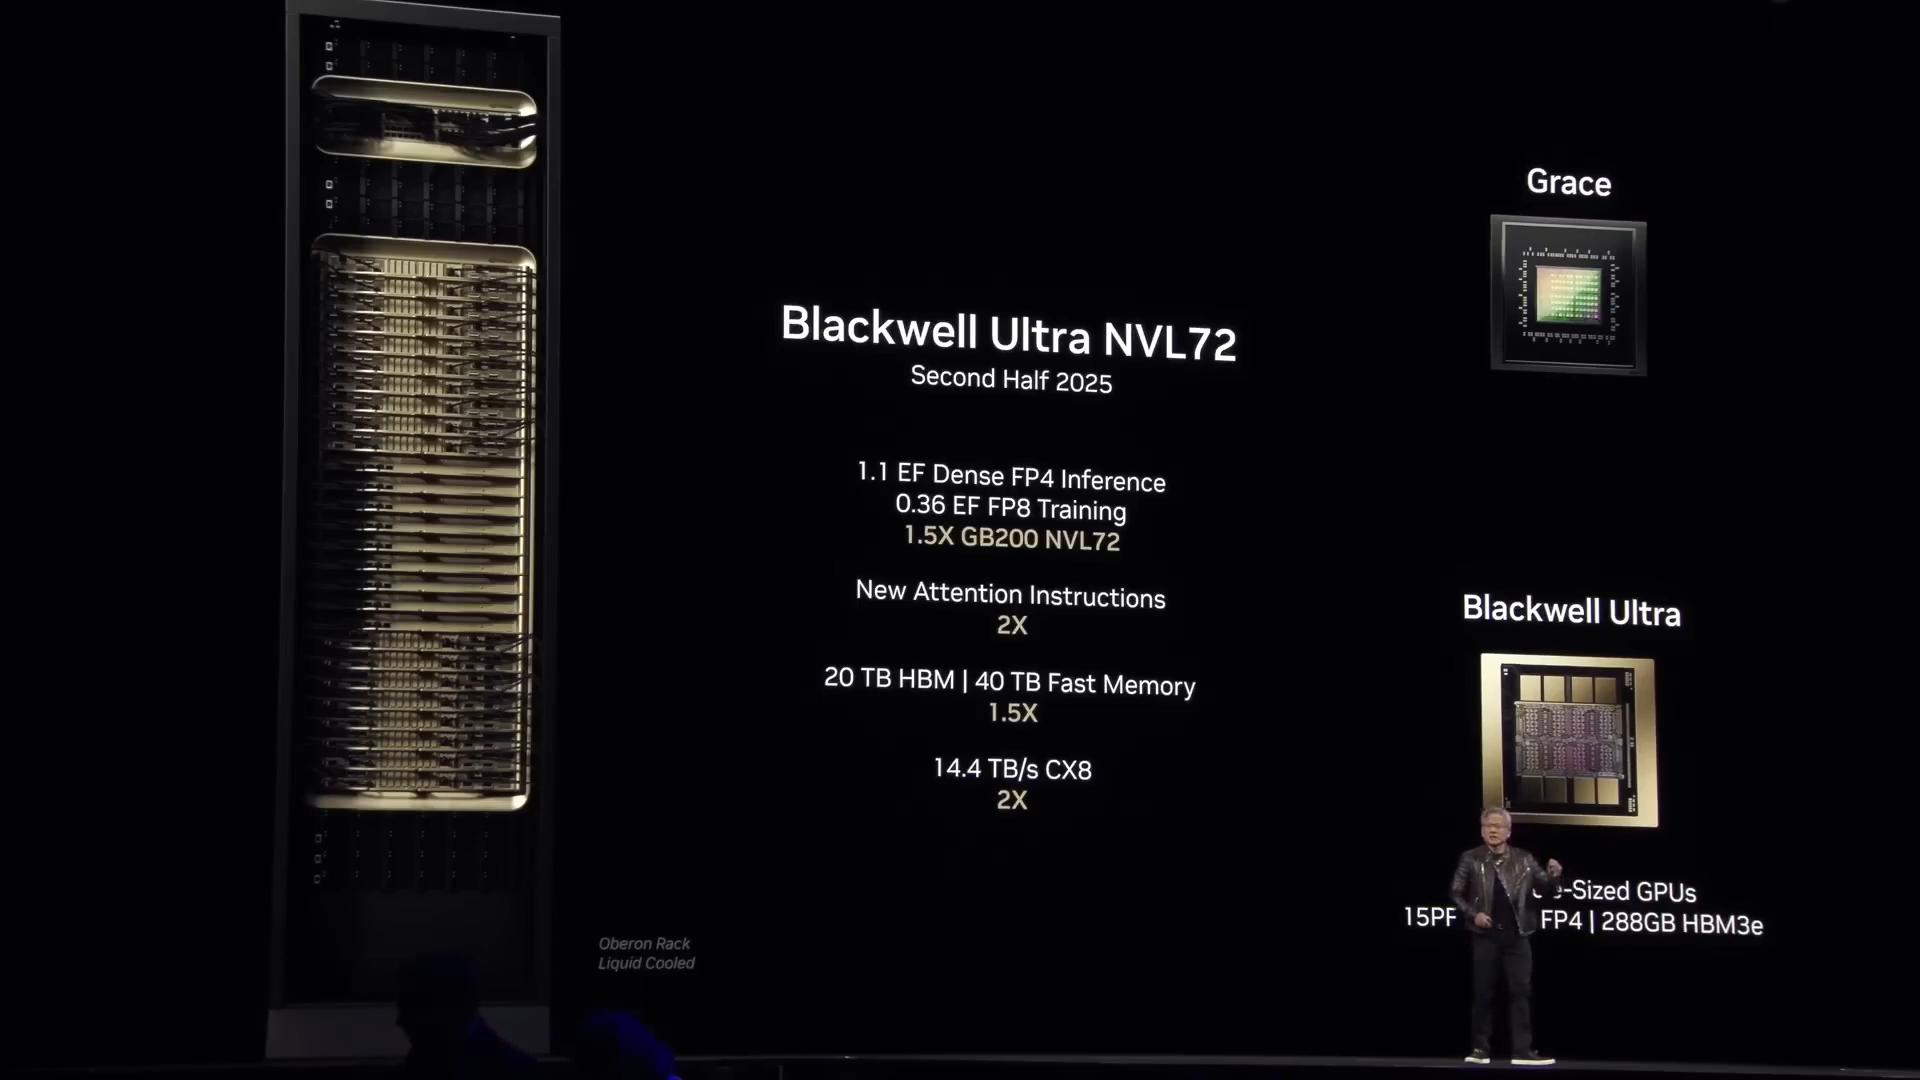 Blackwell Ultra NVL72
Second Half 2025
1.1 EF Dense FP4 Inference
0.36 EF FP8 Training
1.5X GB200 NVL72
New Attention Instructions
2X
20 TB HBM | 40 TB Fast Memory
1.5X
14.4 TB/s CX8
2X
Oberon Rack
Liquid Cooled
Grace
Blackwell Ultra
-Sized GPUs
15PF FP4 | 288GB HBM3e